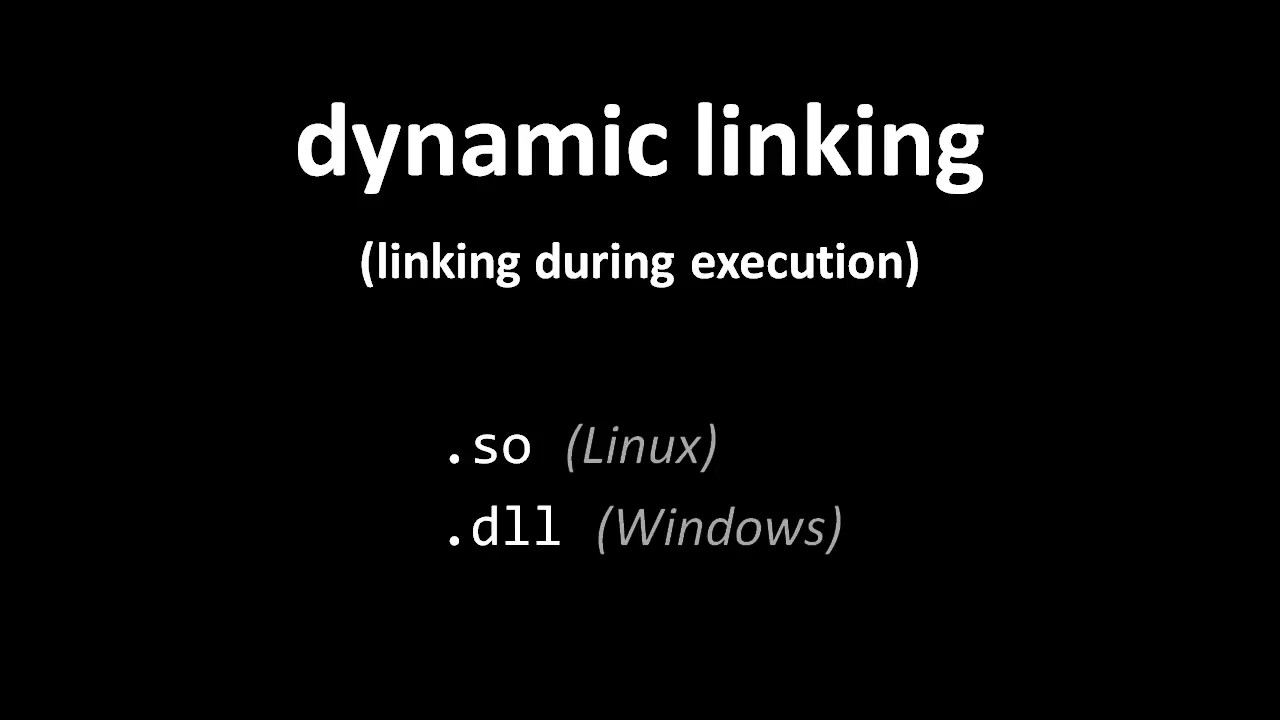 dynamic linking
(linking during execution)
.so (Linux)
.dll (Windows)